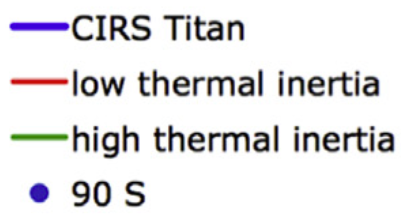 CIRS Titan
low thermal inertia
high thermal inertia
90 S